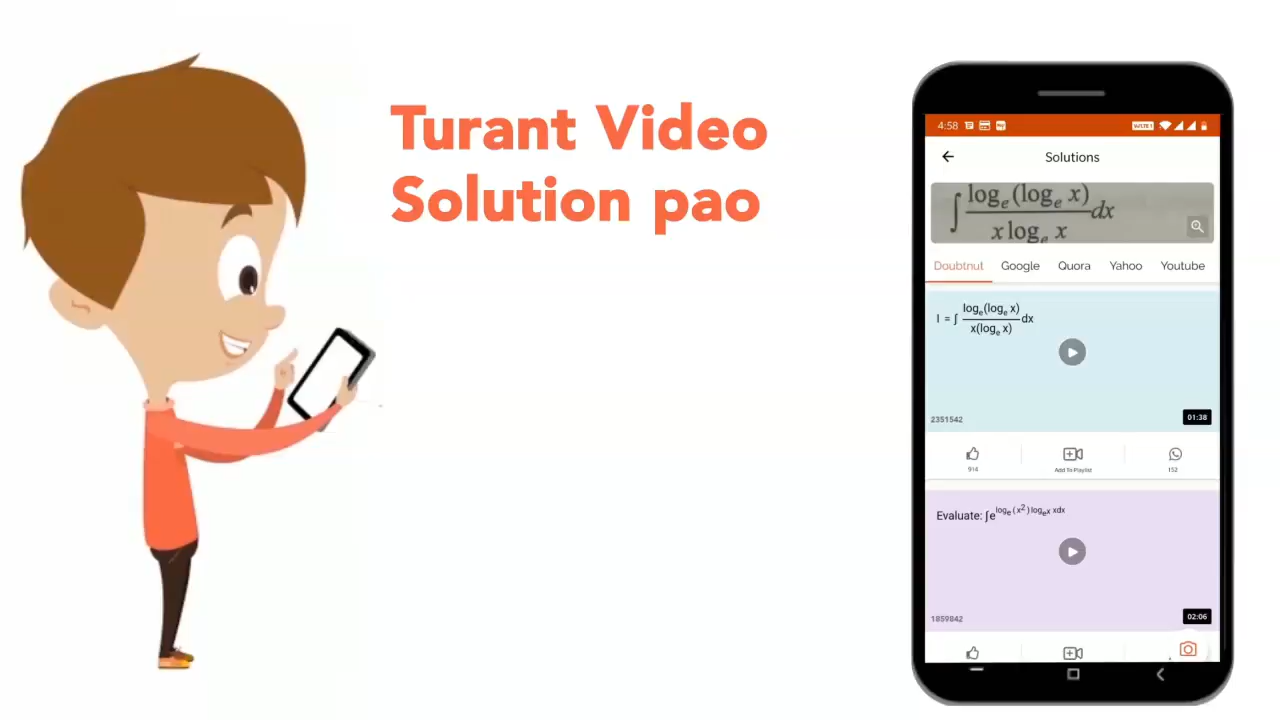 Turant Video
Solution pao
4:58
VoLTE1
Solutions
∫ logₑ(logₑ x) / x logₑ x dx
Doubtnut Google Quora Yahoo Youtube
I = ∫ logₑ(logₑ x) / x(logₑ x) dx
2351542 01:38
914 Add To Playlist 152
Evaluate: ∫e^logₑ(x²)logₑx xdx
1859842 02:06